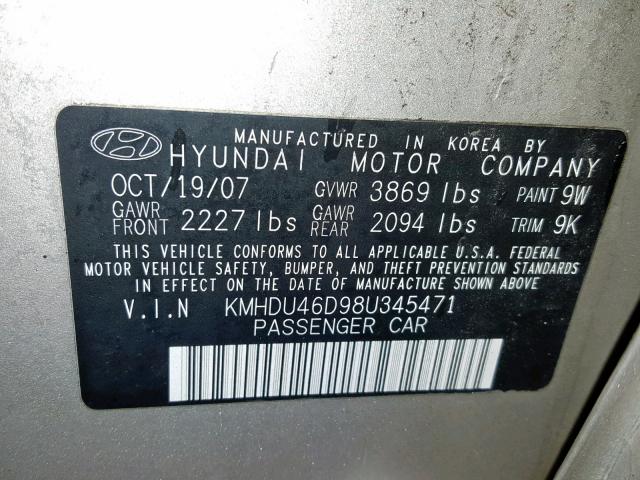 MANUFACTURED IN KOREA BY
HYUNDAI MOTOR COMPANY
OCT/19/07 GVWR 3869 lbs PAINT 9W
GAWR FRONT 2227 lbs GAWR REAR 2094 lbs TRIM 9K
THIS VEHICLE CONFORMS TO ALL APPLICABLE U.S.A. FEDERAL
MOTOR VEHICLE SAFETY, BUMPER, AND THEFT PREVENTION STANDARDS
IN EFFECT ON THE DATE OF MANUFACTURE SHOWN ABOVE
V.I.N KMHDU46D98U345471
PASSENGER CAR